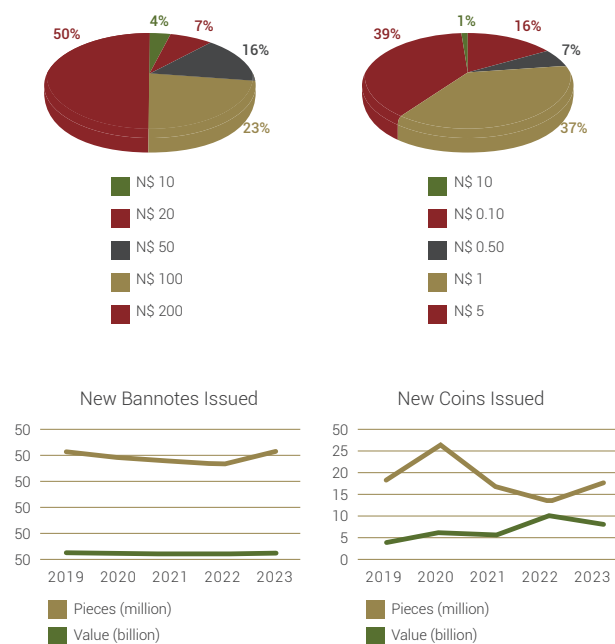 50%
4%
7%
16%
23%
N$ 10
N$ 20
N$ 50
N$ 100
N$ 200
39%
1%
16%
7%
37%
N$ 10
N$ 0.10
N$ 0.50
N$ 1
N$ 5
New Bannotes Issued
50
50
50
50
50
50
2019 2020 2021 2022 2023
Pieces (million)
Value (billion)
New Coins Issued
50
25
20
15
10
5
0
2019 2020 2021 2022 2023
Pieces (million)
Value (billion)